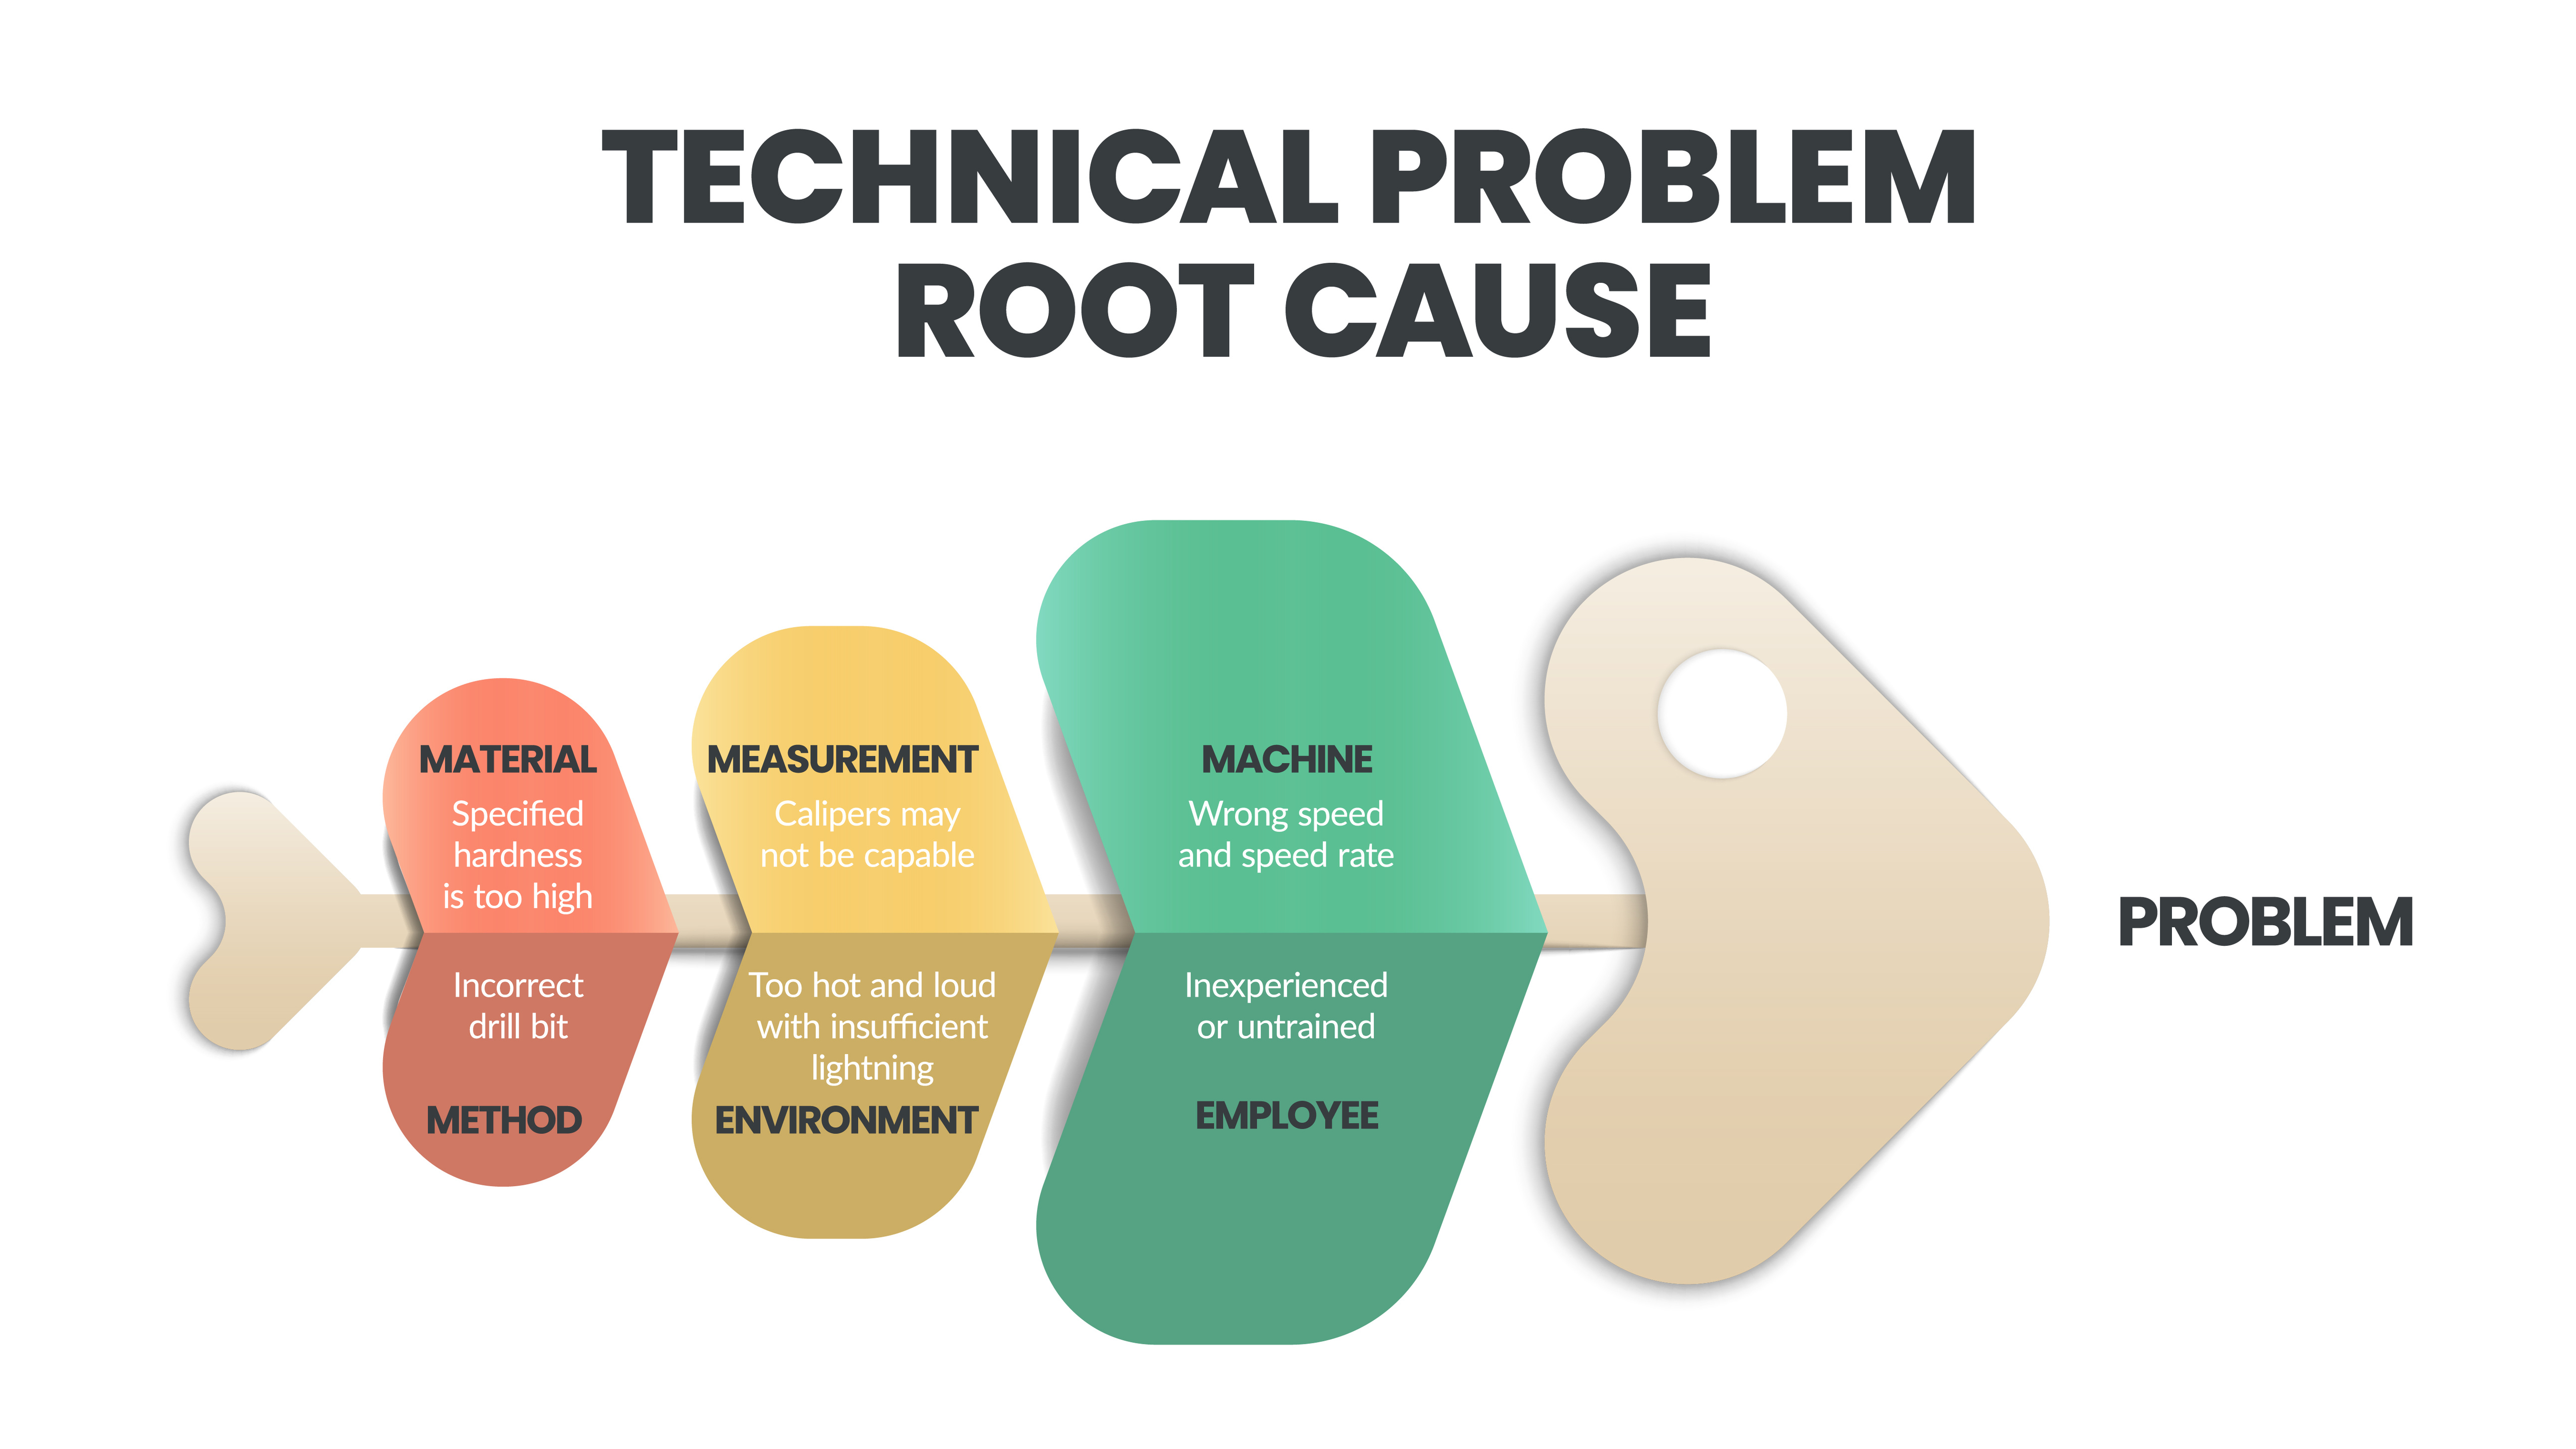 TECHNICAL PROBLEM
ROOT CAUSE
MATERIAL
Specified
hardness
is too high
MEASUREMENT
Calipers may
not be capable
MACHINE
Wrong speed
and speed rate
PROBLEM
Incorrect
drill bit
METHOD
Too hot and loud
with insufficient
lightning
ENVIRONMENT
Inexperienced
or untrained
EMPLOYEE